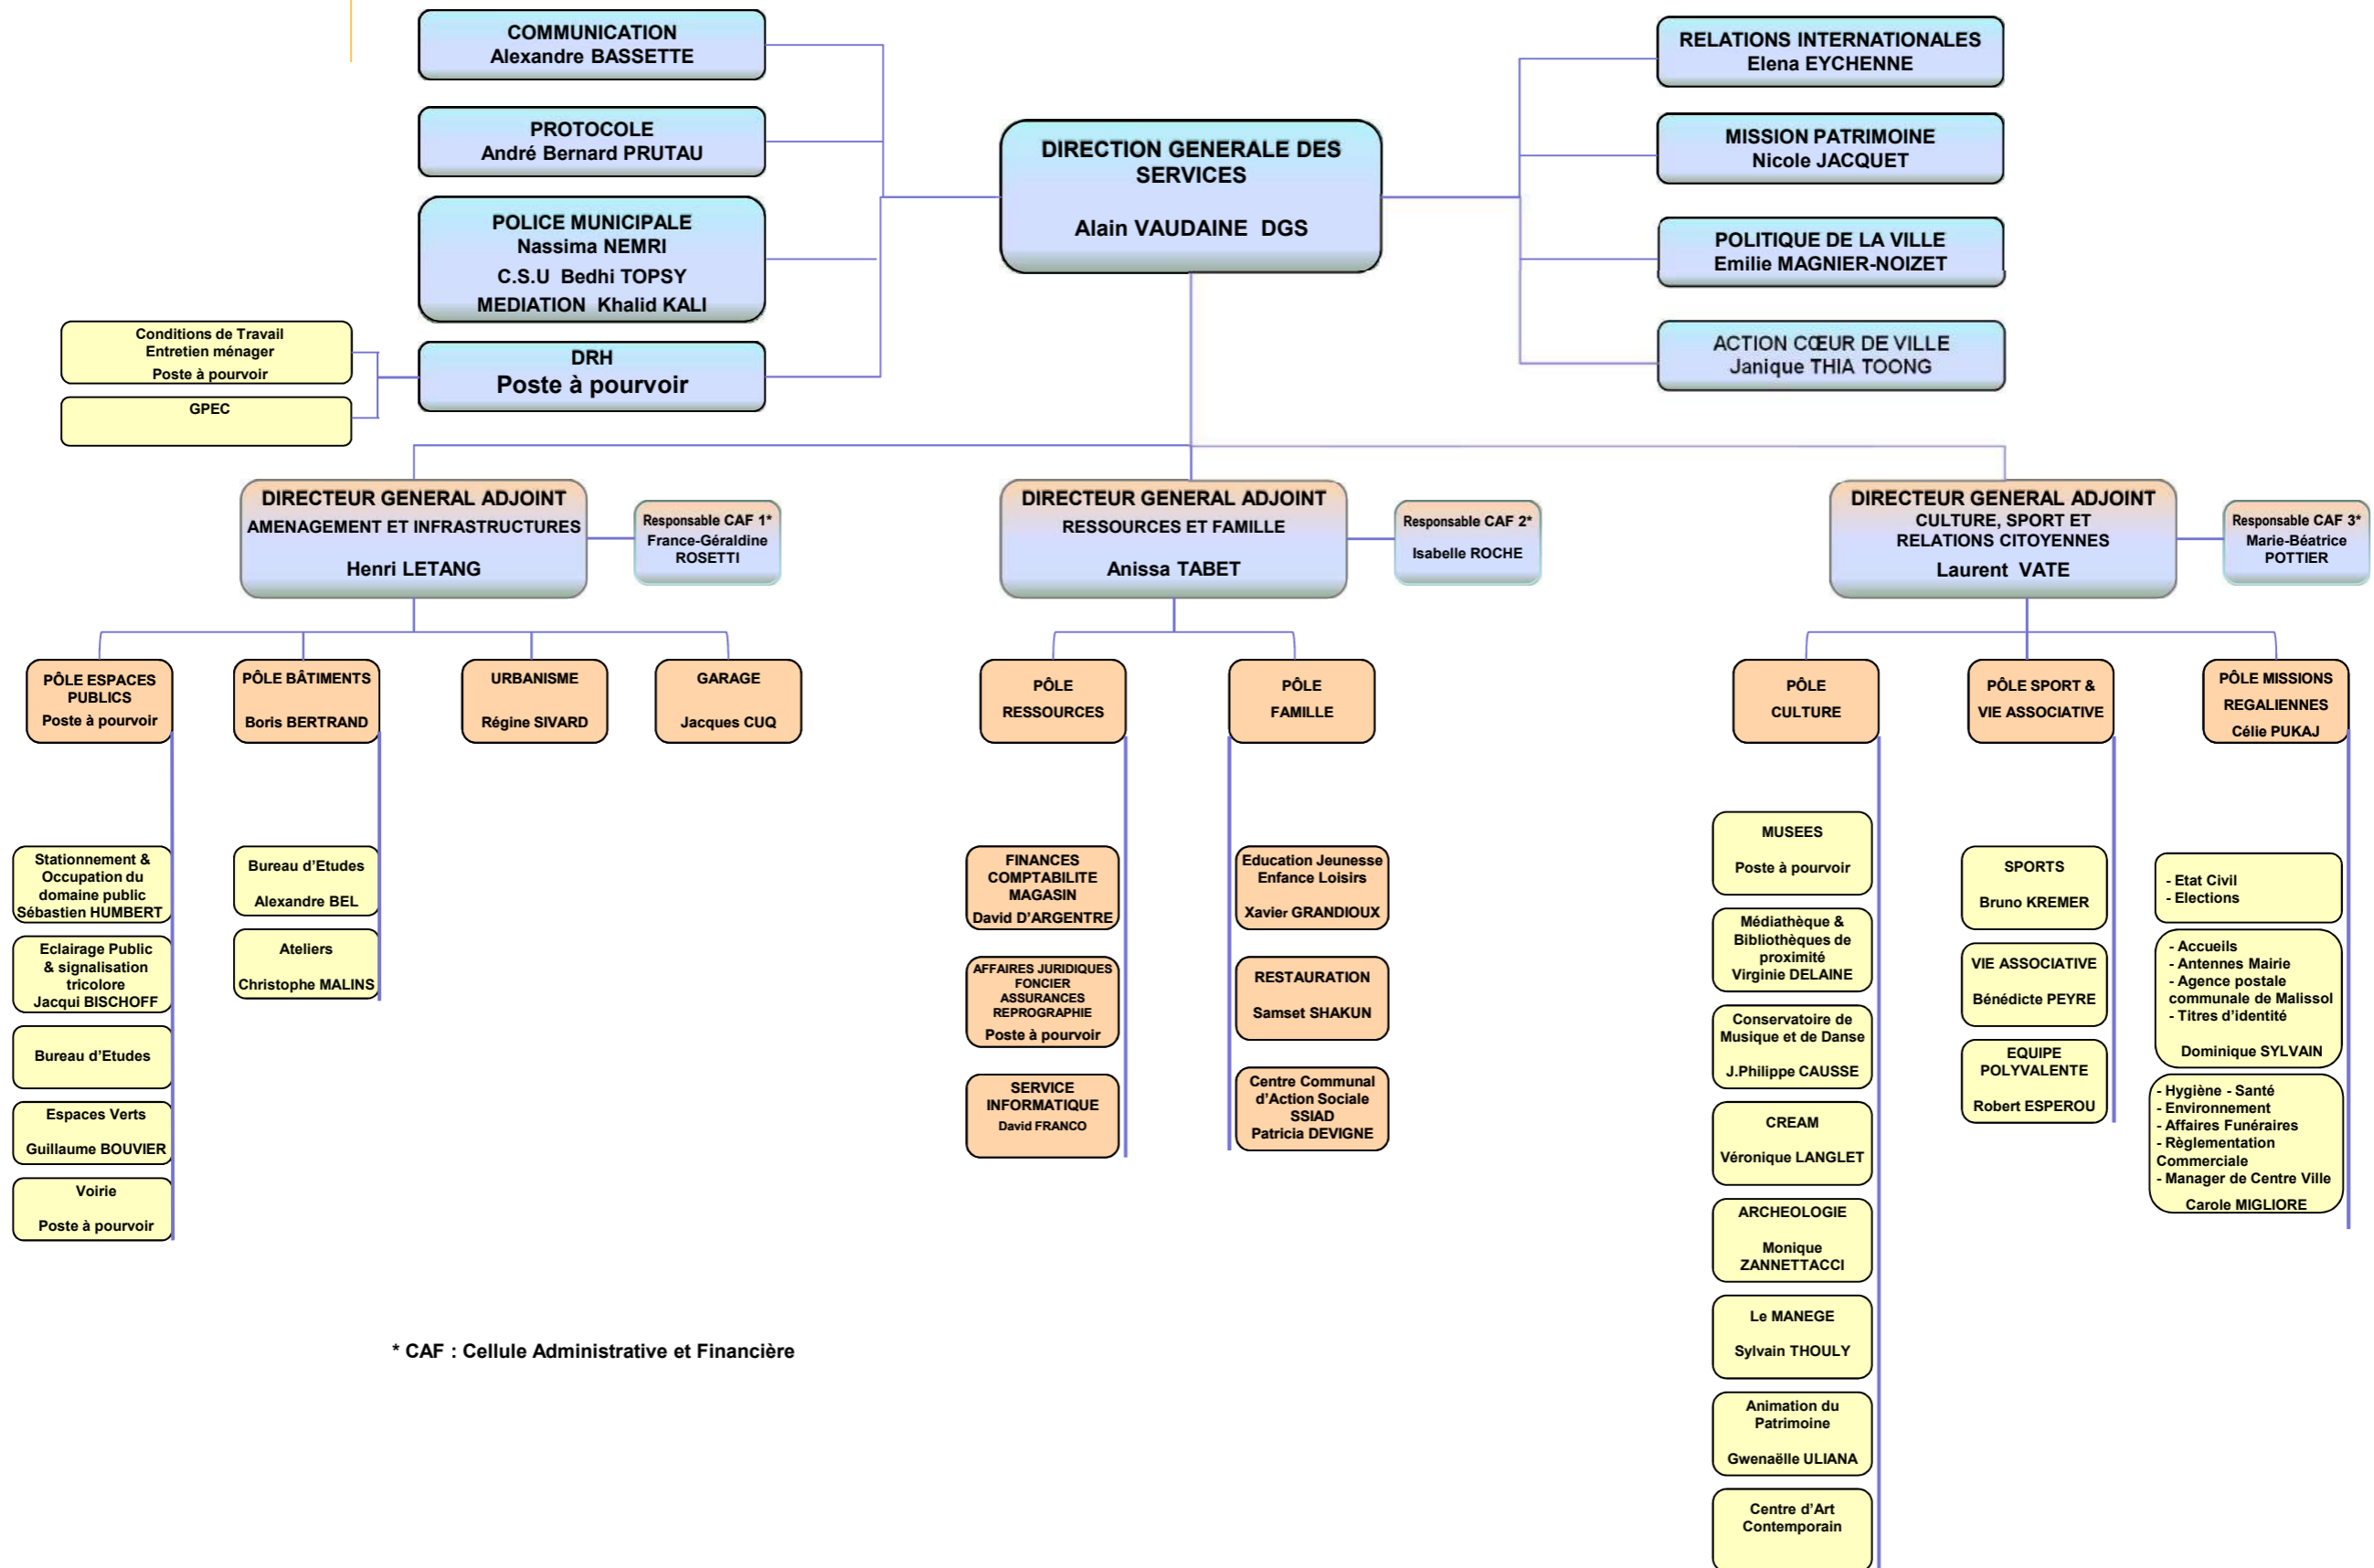 COMMUNICATION
Alexandre BASSETTE
PROTOCOLE
André Bernard PRUTAU
POLICE MUNICIPALE
Nassima NEMRI
C.S.U Bedhi TOPSY
MEDIATION Khalid KALI
DRH
Poste à pourvoir
Conditions de Travail
Entretien ménager
Poste à pourvoir
GPEC
DIRECTION GENERALE DES
SERVICES
Alain VAUDAINE DGS
RELATIONS INTERNATIONALES
Elena EYCHENNE
MISSION PATRIMOINE
Nicole JACQUET
POLITIQUE DE LA VILLE
Emilie MAGNIER-NOIZET
ACTION CŒUR DE VILLE
Janique THIA TOONG
DIRECTEUR GENERAL ADJOINT
AMENAGEMENT ET INFRASTRUCTURES
Henri LETANG
Responsable CAF 1*
France-Géraldine
ROSETTI
DIRECTEUR GENERAL ADJOINT
RESSOURCES ET FAMILLE
Anissa TABET
Responsable CAF 2*
Isabelle ROCHE
DIRECTEUR GENERAL ADJOINT
CULTURE, SPORT ET
RELATIONS CITOYENNES
Laurent VATE
Responsable CAF 3*
Marie-Béatrice
POTTIER
PÔLE ESPACES
PUBLICS
Poste à pourvoir
Stationnement &
Occupation du
domaine public
Sébastien HUMBERT
Eclairage Public
& signalisation
tricolore
Jacqui BISCHOFF
Bureau d’Etudes
Espaces Verts
Guillaume BOUVIER
Voirie
Poste à pourvoir
PÔLE BÂTIMENTS
Boris BERTRAND
Bureau d’Etudes
Alexandre BEL
Ateliers
Christophe MALINS
URBANISME
Régine SIVARD
GARAGE
Jacques CUQ
PÔLE
RESSOURCES
FINANCES
COMPTABILITE
MAGASIN
David D’ARGENTRE
AFFAIRES JURIDIQUES
FONCIER
ASSURANCES
REPROGRAPHIE
Poste à pourvoir
SERVICE
INFORMATIQUE
David FRANCO
PÔLE
FAMILLE
Education Jeunesse
Enfance Loisirs
Xavier GRANDIOUX
RESTAURATION
Samset SHAKUN
Centre Communal
d’Action Sociale
SSIAD
Patricia DEVIGNE
PÔLE
CULTURE
MUSEES
Poste à pourvoir
Médiathèque &
Bibliothèques de
proximité
Virginie DELAINE
Conservatoire de
Musique et de Danse
J.Philippe CAUSSE
CREAM
Véronique LANGLET
ARCHEOLOGIE
Monique
ZANNETTACCI
Le MANEGE
Sylvain THOULY
Animation du
Patrimoine
Gwenaëlle ULIANA
Centre d’Art
Contemporain
PÔLE SPORT &
VIE ASSOCIATIVE
SPORTS
Bruno KREMER
VIE ASSOCIATIVE
Bénédicte PEYRE
EQUIPE
POLYVALENTE
Robert ESPEROU
PÔLE MISSIONS
REGALIENNES
Célie PUKAJ
- Etat Civil
- Elections
- Accueils
- Antennes Mairie
- Agence postale
communale de Malissol
- Titres d’identité
Dominique SYLVAIN
- Hygiène - Santé
- Environnement
- Affaires Funéraires
- Règlementation
Commerciale
- Manager de Centre Ville
Carole MIGLIORE
* CAF : Cellule Administrative et Financière